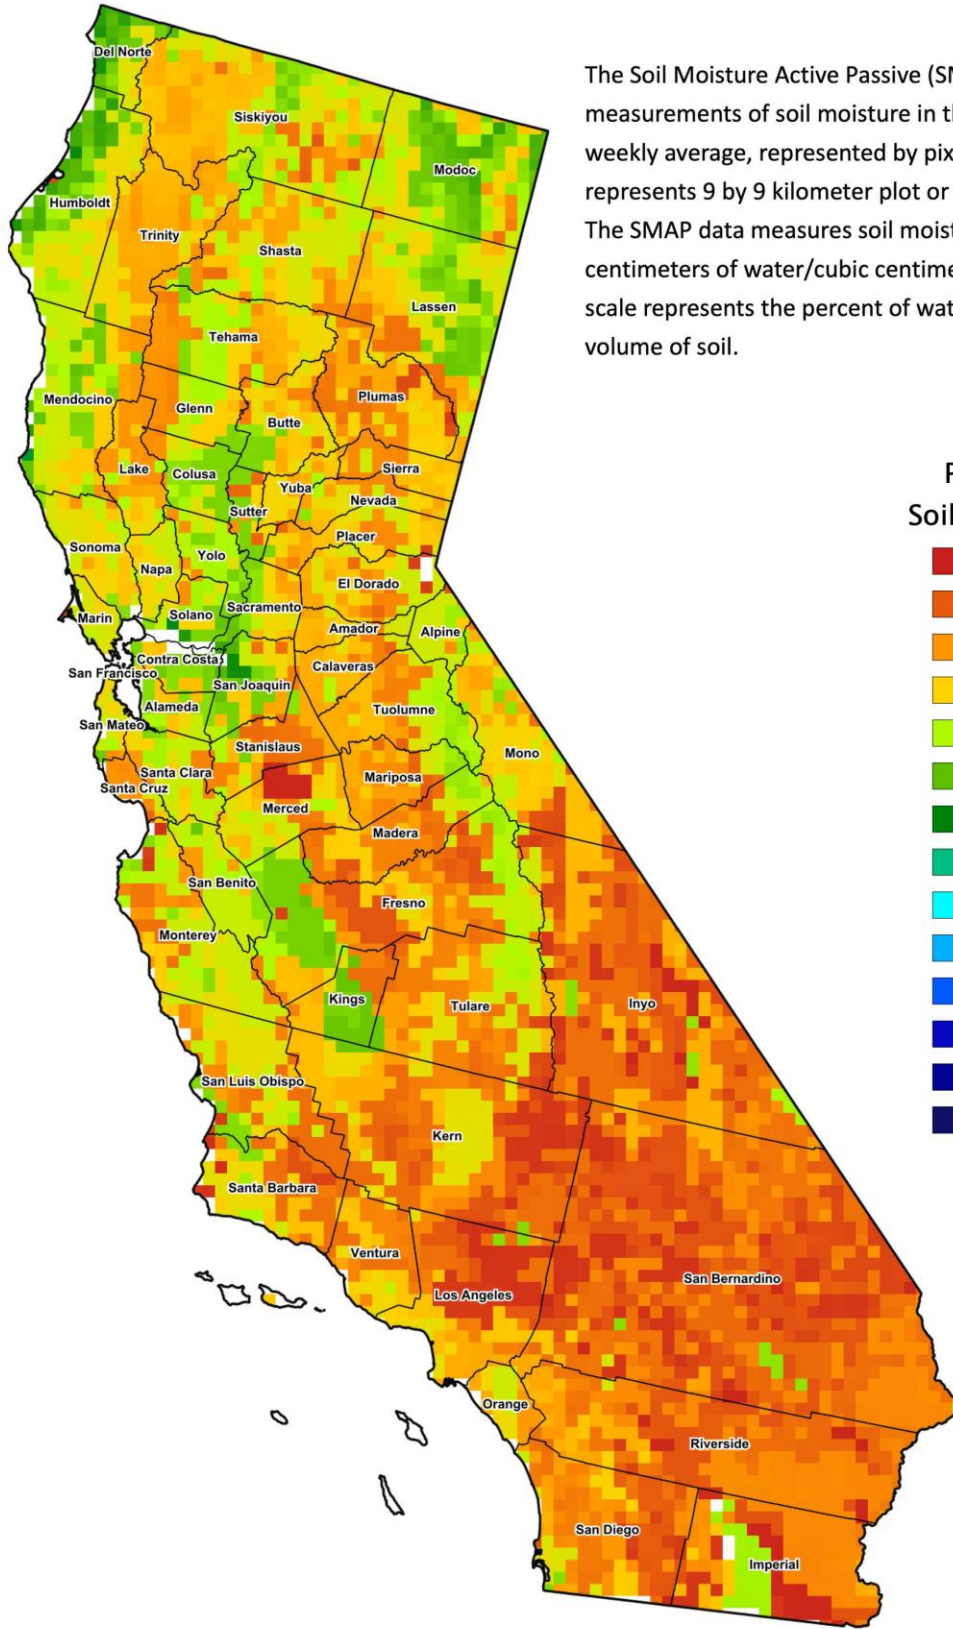 The Soil Moisture Active Passive (SM
measurements of soil moisture in th
weekly average, represented by pix
represents 9 by 9 kilometer plot or
The SMAP data measures soil moist
centimeters of water/cubic centime
scale represents the percent of wat
volume of soil.
P
Soil
Del Norte
Siskiyou
Modoc
Humboldt
Trinity
Shasta
Lassen
Tehama
Mendocino
Glenn
Butte
Plumas
Lake
Colusa
Sierra
Yuba
Nevada
Sutter
Placer
Sonoma
Yolo
Napa
El Dorado
Sacramento
Marin
Solano
Amador
Alpine
Contra Costa
San Francisco
Calaveras
San Joaquin
Alameda
Tuolumne
San Mateo
Stanislaus
Mono
Santa Clara
Mariposa
Santa Cruz
Merced
Madera
San Benito
Fresno
Monterey
Kings
Tulare
Inyo
San Luis Obispo
Kern
Santa Barbara
Ventura
San Bernardino
Los Angeles
Orange
Riverside
San Diego
Imperial